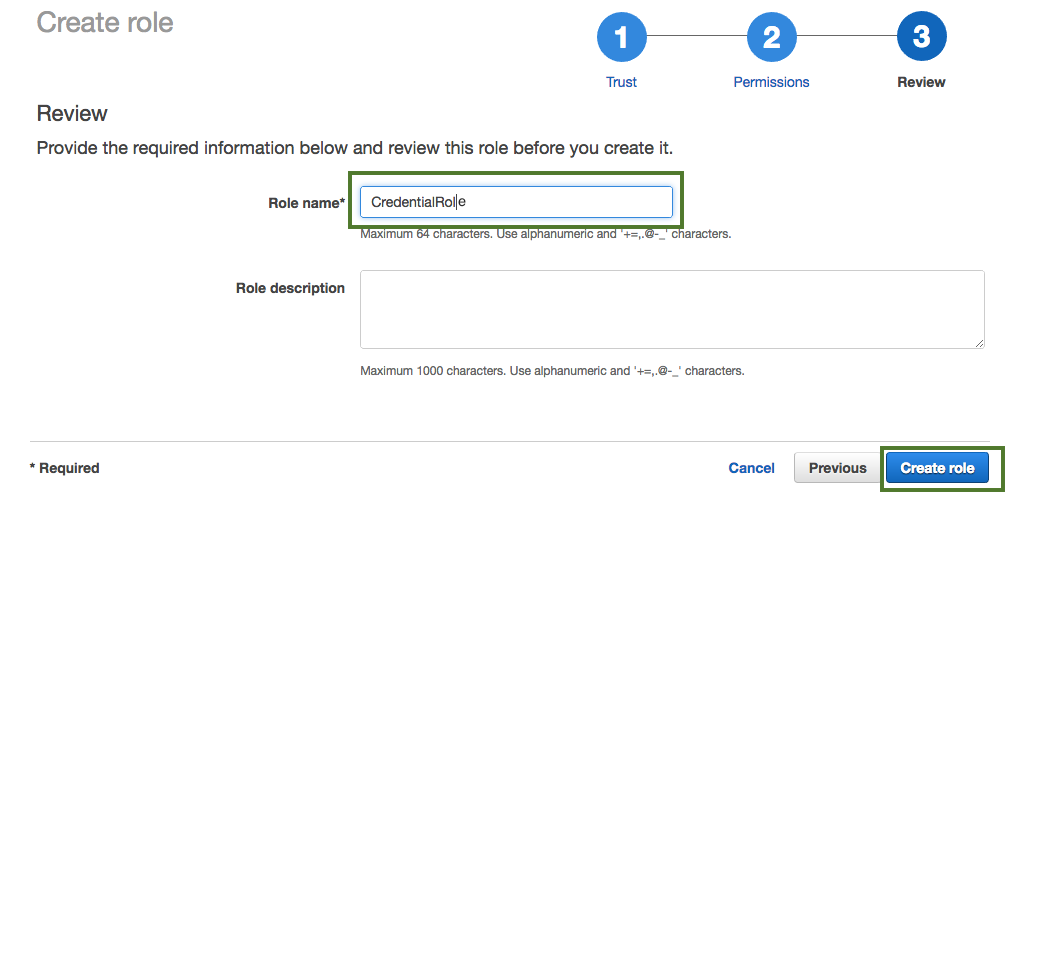 Create role
1
2
3
Trust
Permissions
Review
Review
Provide the required information below and review this role before you create it.
Role name*
CredentialRole
Maximum 64 characters. Use alphanumeric and '+=,.@-_' characters.
Role description
Maximum 1000 characters. Use alphanumeric and '+=,.@-_' characters.
* Required
Cancel
Previous
Create role